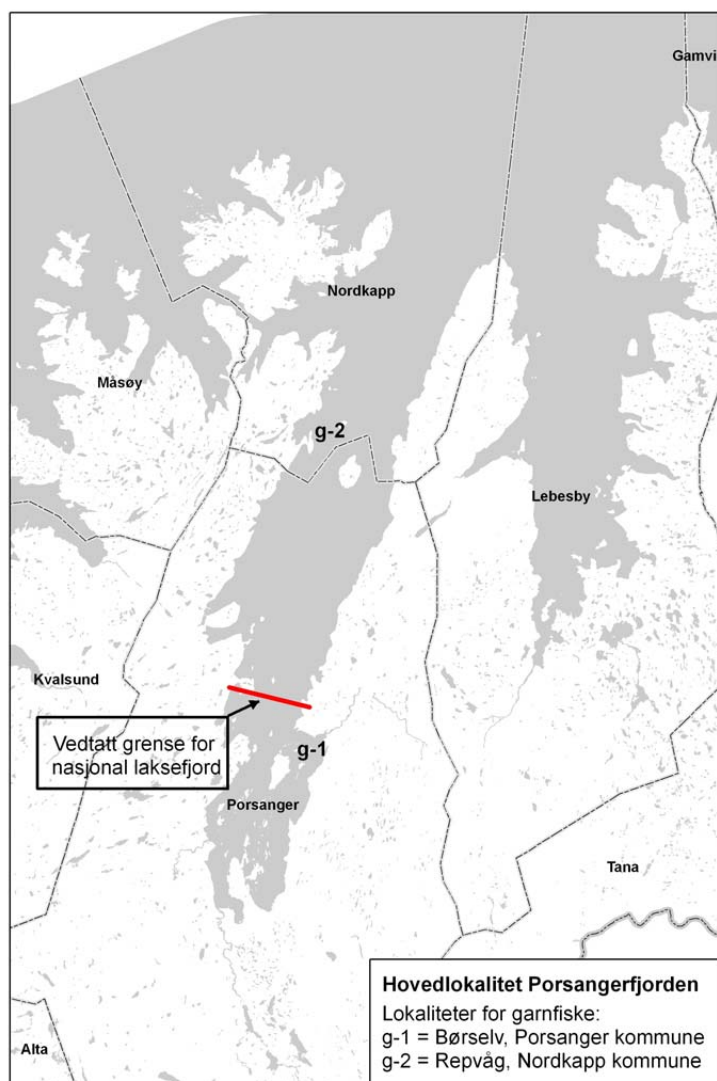 Gamvi
Nordkapp
Måsøy
g-2
Lebesby
Kvalsund
Vedtatt grense for
nasjonal laksefjord
g-1
Porsanger
Tana
Alta
Hovedlokalitet Porsangerfjorden
Lokaliteter for garnfiske:
g-1 = Børselv, Porsanger kommune
g-2 = Repvåg, Nordkapp kommune